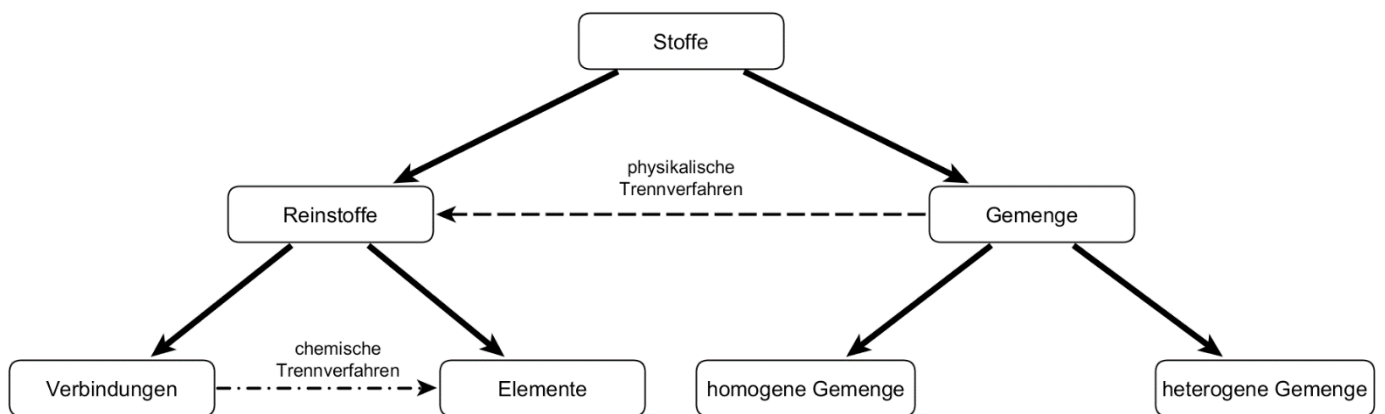 Stoffe
physikalische
Trennverfahren
Reinstoffe
Gemenge
chemische
Trennverfahren
Verbindungen
Elemente
homogene Gemenge
heterogene Gemenge